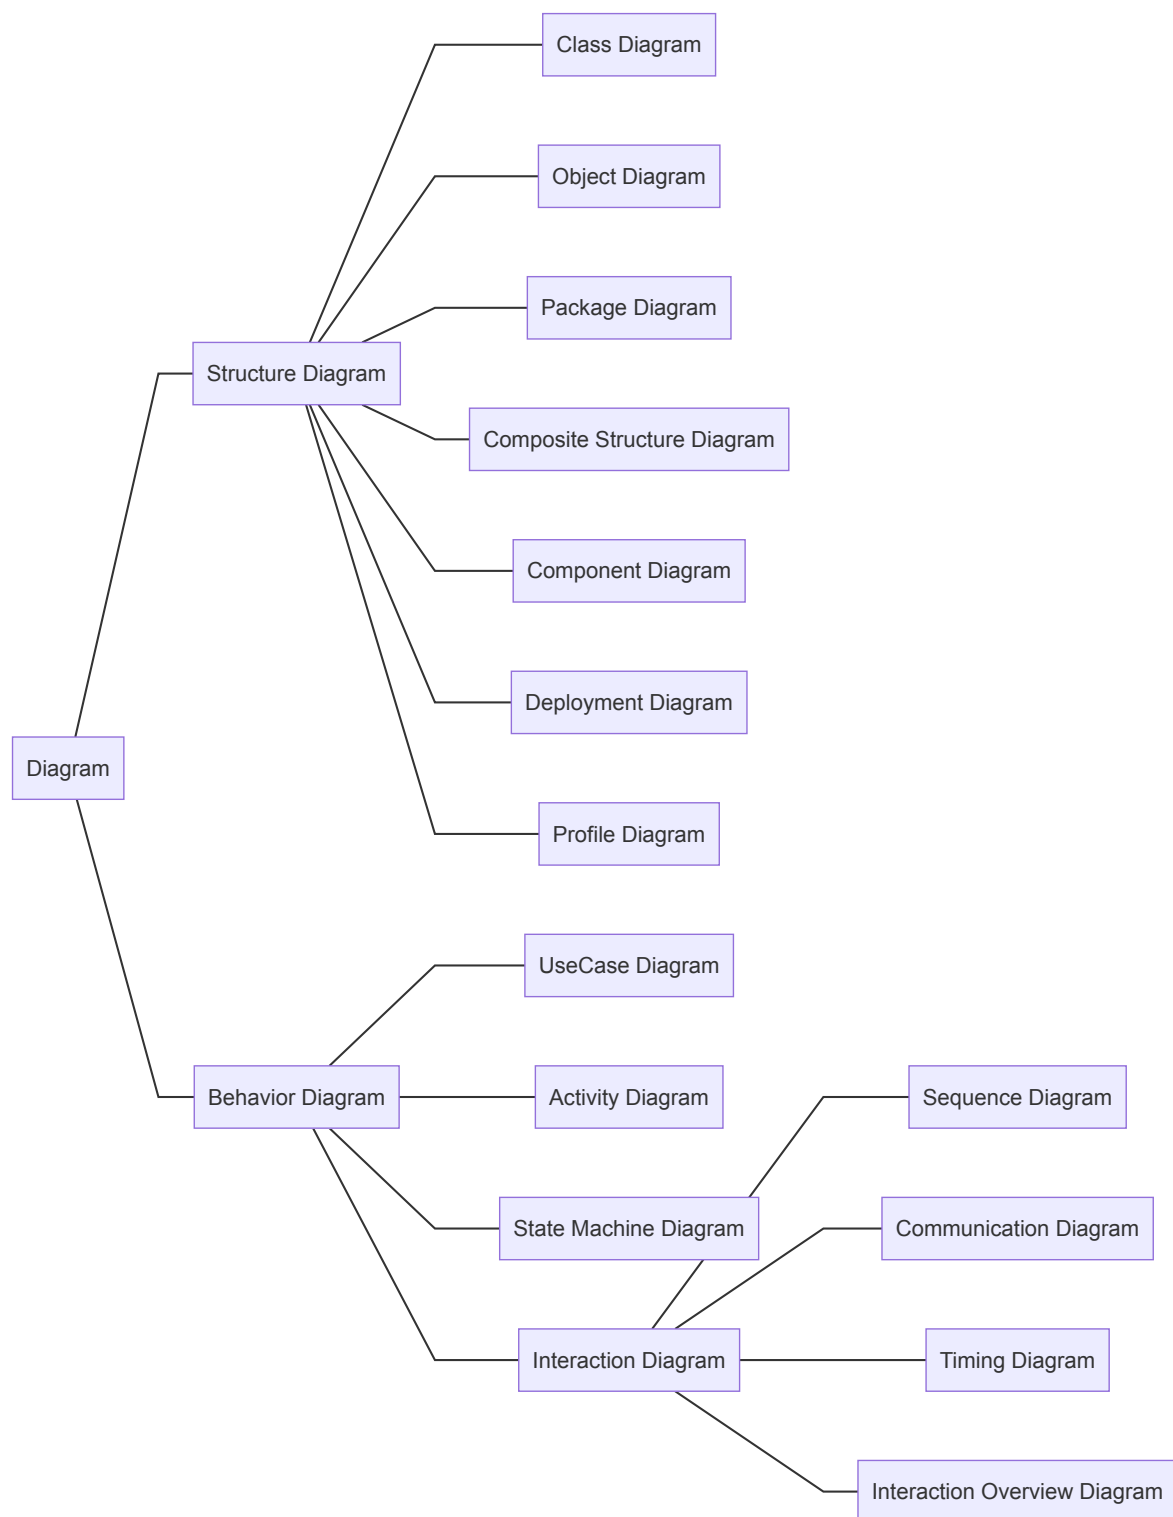 Class Diagram
Object Diagram
Package Diagram
Structure Diagram
Composite Structure Diagram
Component Diagram
Deployment Diagram
Diagram
Profile Diagram
UseCase Diagram
Behavior Diagram
Activity Diagram
Sequence Diagram
State Machine Diagram
Communication Diagram
Interaction Diagram
Timing Diagram
Interaction Overview Diagram